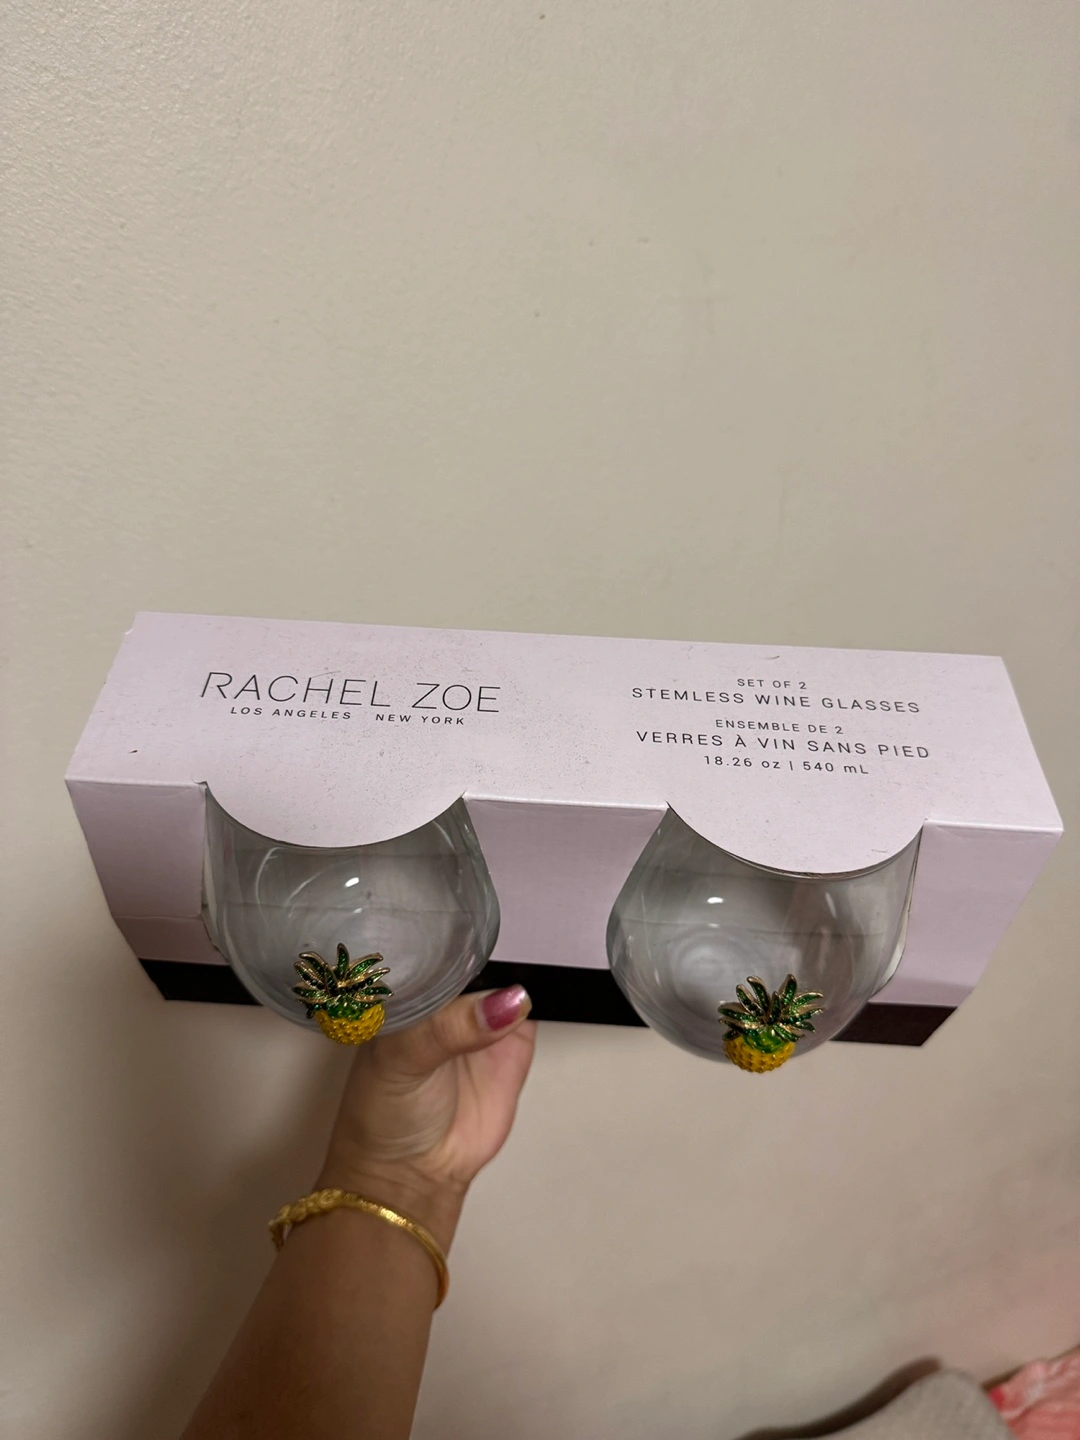 RACHEL ZOE
LOS ANGELES NEW YORK
SET OF 2
STEMLESS WINE GLASSES
ENSEMBLE DE 2
VERRES À VIN SANS PIED
18.26 oz | 540 mL